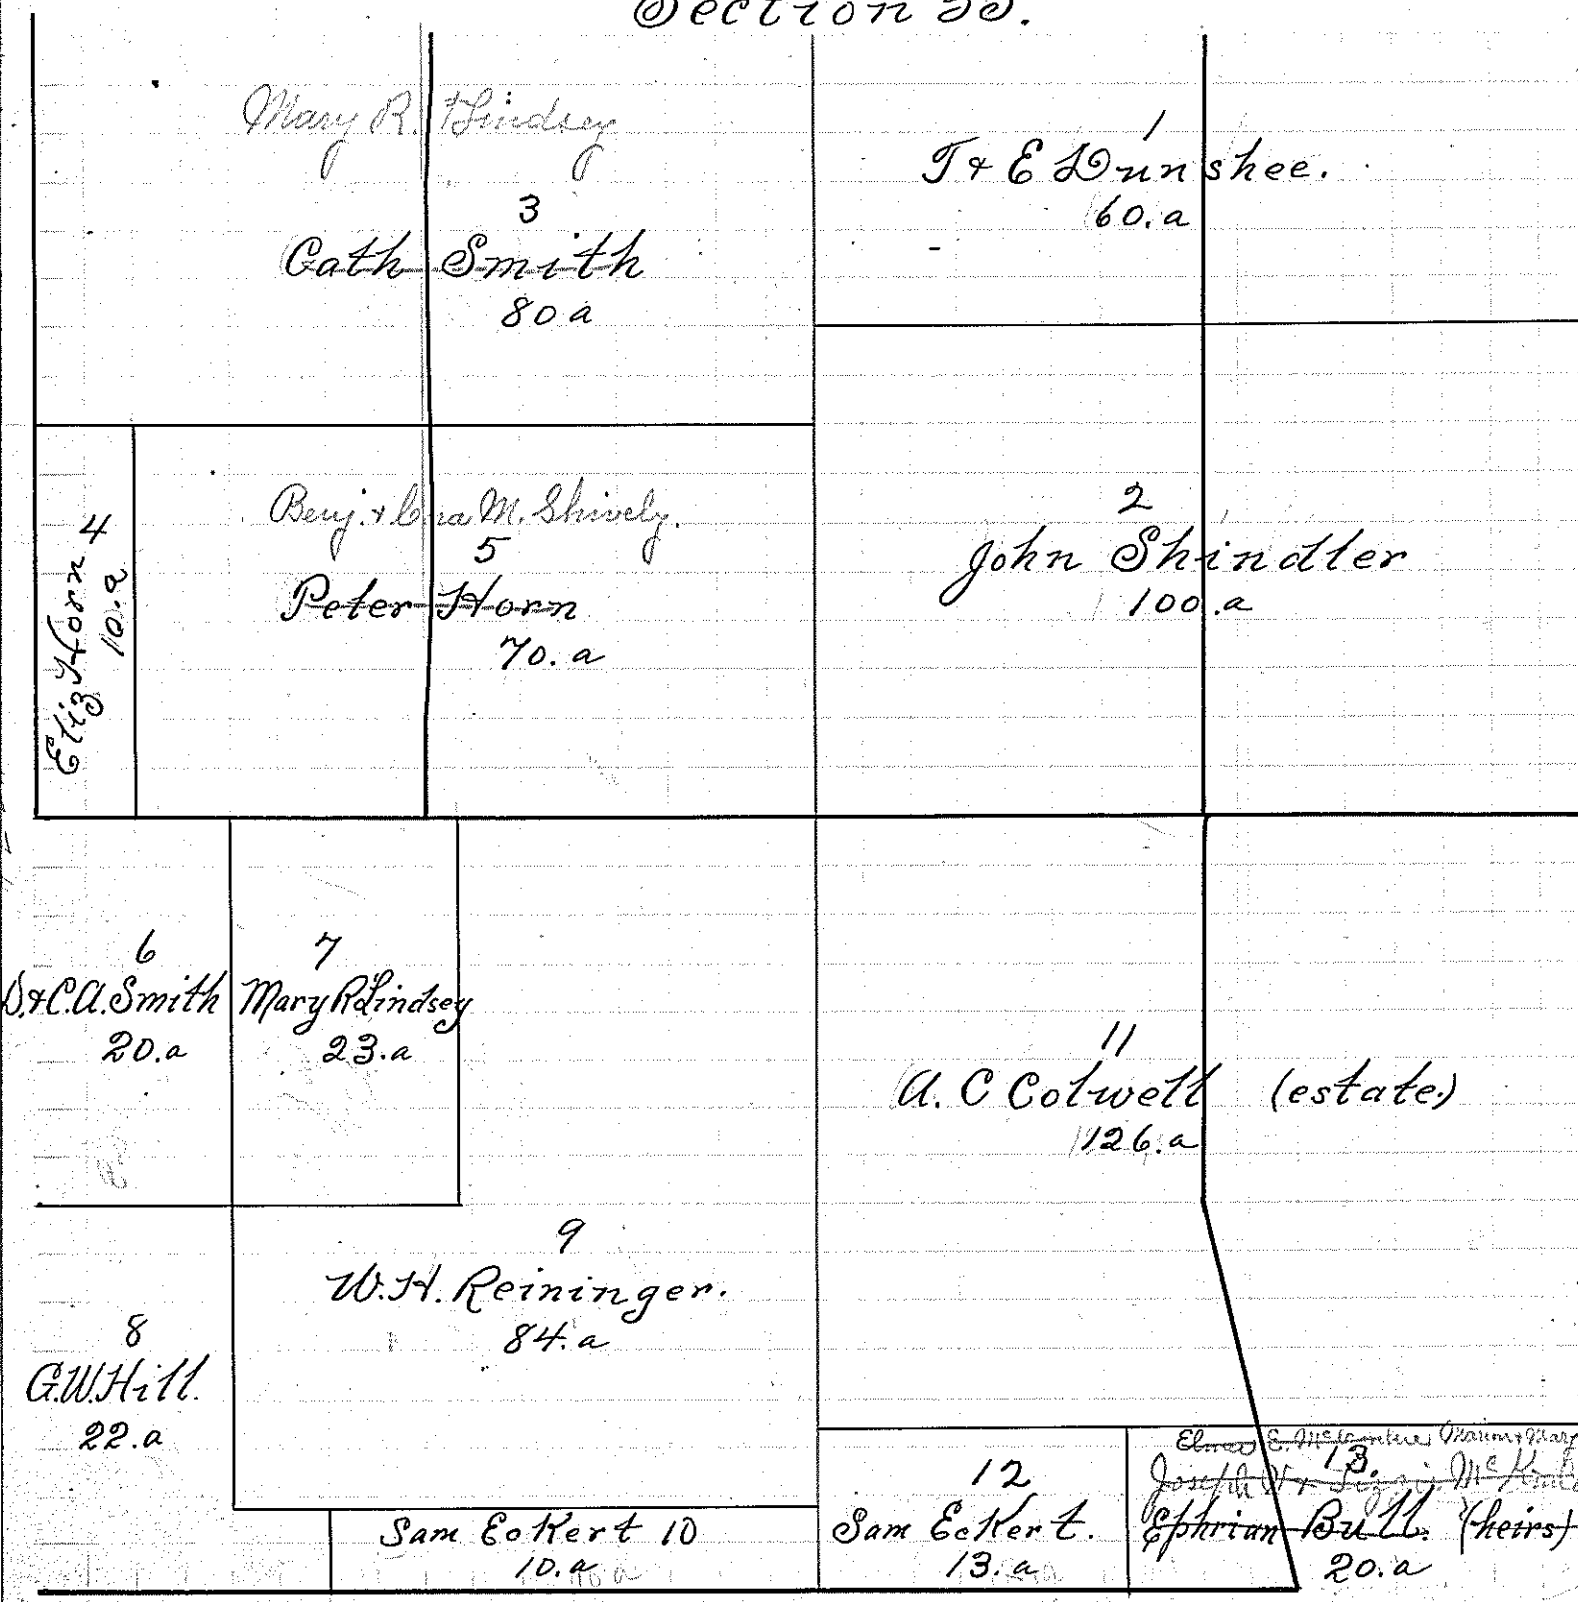 Section 33.
Mary R. Lindsey
3
Cath Smith
80 a
1
T & E Dunshee.
60. a
4
Eliz Horn
10. a
Benj. & Cora M. Shively.
5
Peter Horn
70. a
2
John Shindler
100. a
6
D. & C. A. Smith
20. a
7
Mary R Lindsey
23. a
8
G. W. Hill.
22. a
9
W. H. Reininger.
84. a
Sam Eckert 10
10. a
11
A. C Colwell (estate.)
126. a
12
Sam Eckert.
13. a
13.
Elmer E.
Joseph W &
Ephrian Bull. (heirs)
20. a